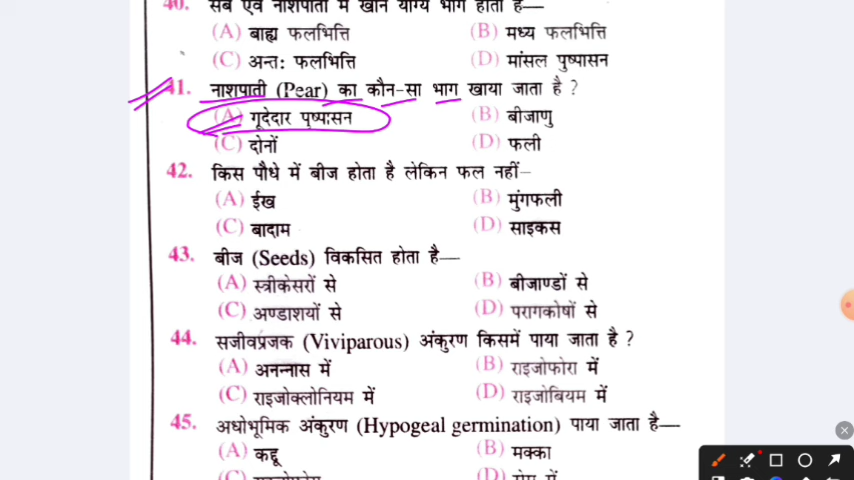 40. सेब एवं नाशपाती में खाने योग्य भाग होता है—
(A) बाह्य फलभित्ति (B) मध्य फलभित्ति
(C) अन्तः फलभित्ति (D) मांसल पुष्पासन
41. नाशपाती (Pear) का कौन-सा भाग खाया जाता है ?
(A) गूदेदार पुष्पासन (B) बीजाणु
(C) दोनों (D) फली
42. किस पौधे में बीज होता है लेकिन फल नहीं–
(A) ईख (B) मुंगफली
(C) बादाम (D) साइकस
43. बीज (Seeds) विकसित होता है—
(A) स्त्रीकेसरों से (B) बीजाण्डों से
(C) अण्डाशयों से (D) परागकोषों से
44. सजीवप्रजक (Viviparous) अंकुरण किसमें पाया जाता है ?
(A) अनन्नास में (B) राइजोफोरा में
(C) राइजोक्लोनियम में (D) राइजोबियम में
45. अधोभूमिक अंकुरण (Hypogeal germination) पाया जाता है—
(A) कद्दू (B) मक्का
(C) (D) में